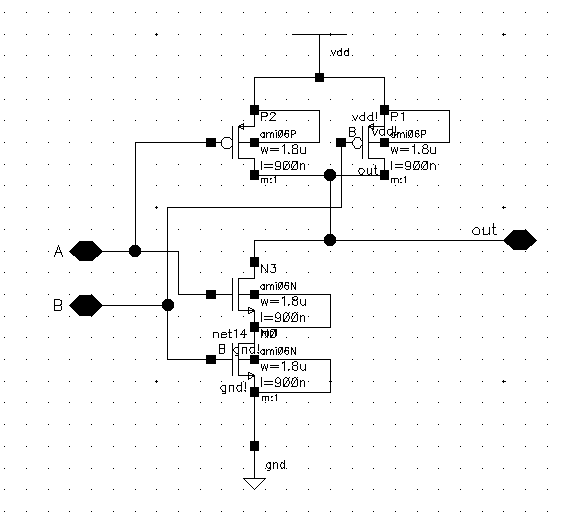 vdd
P2
ami06P
w=1.8u
l=900n
m:1
vdd!
P1
B
vdd!
ami06P
w=1.8u
l=900n
out
m:1
out
A
N3
ami06N
w=1.8u
l=900n
B
net14
B
gnd!
ami06N
w=1.8u
l=900n
gnd!
m:1
gnd